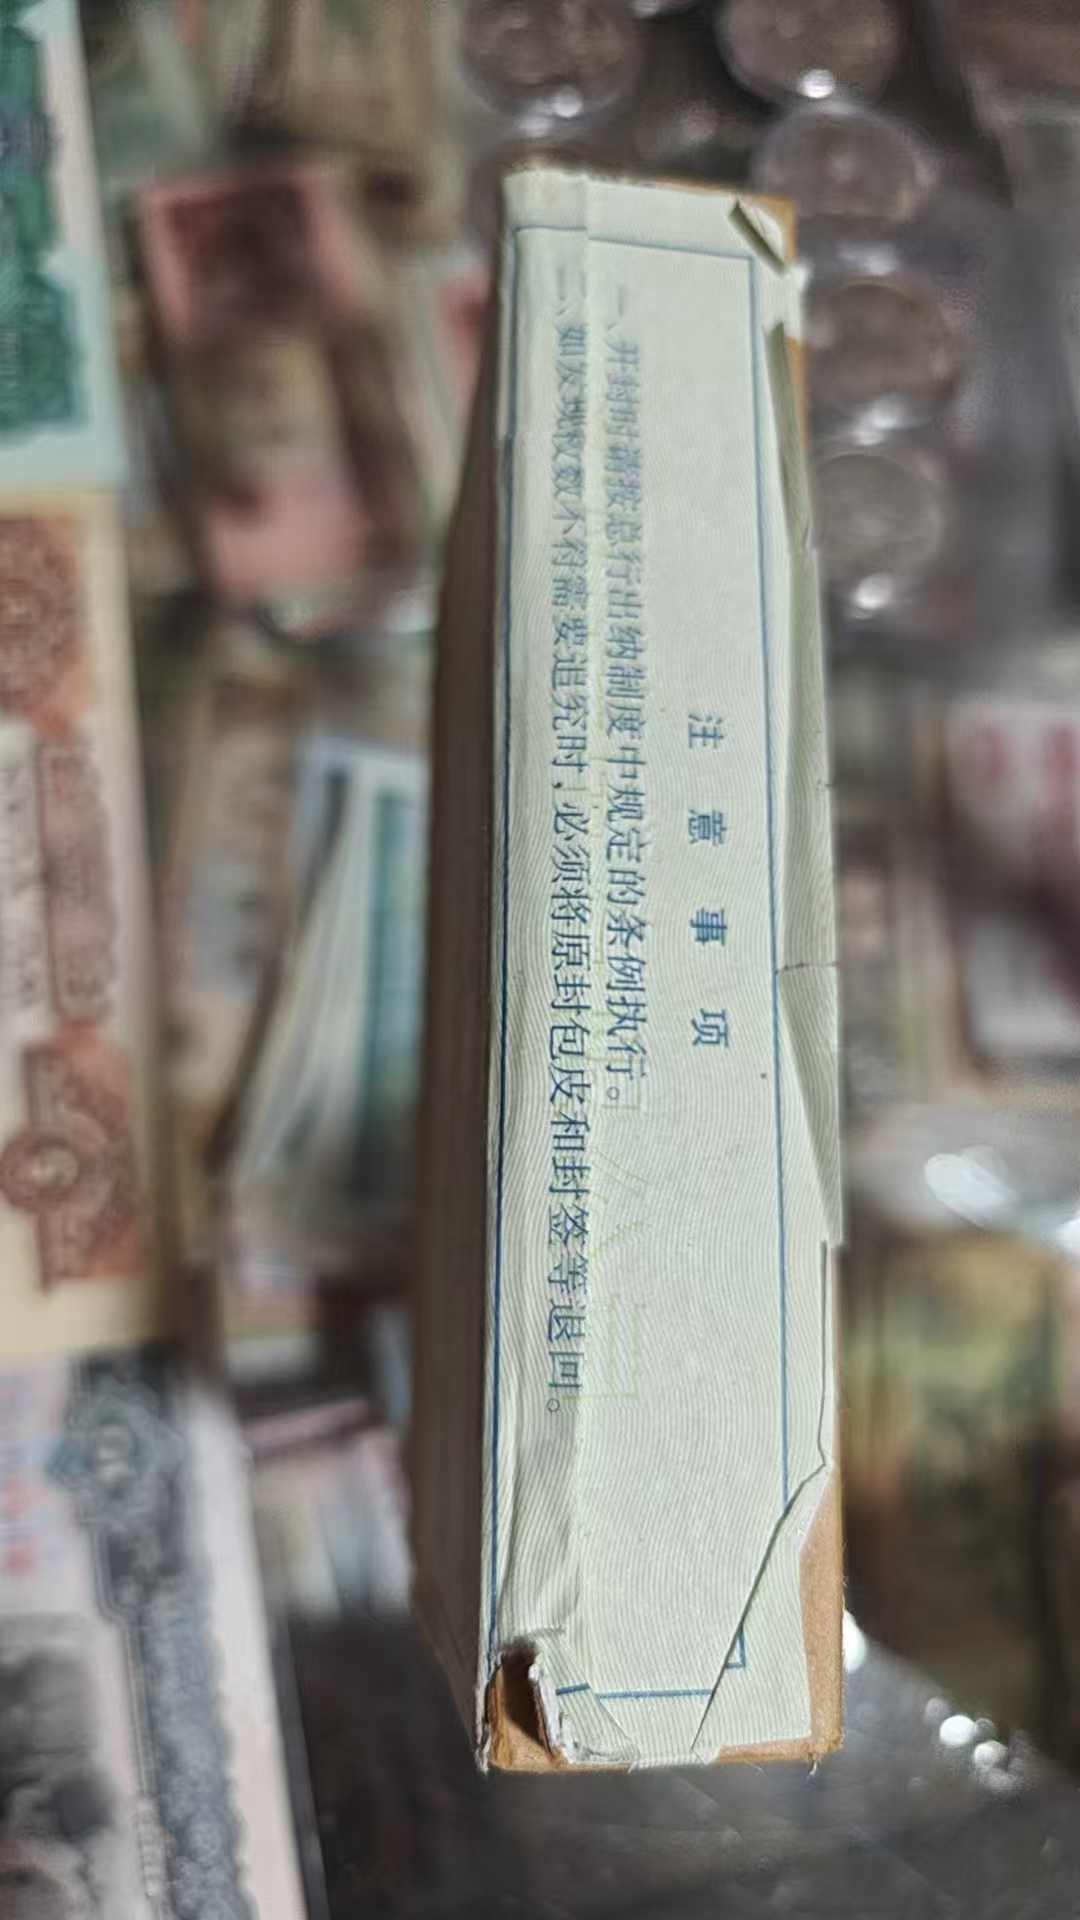 注意事项
一、开封时请按总行出纳制度中规定的条例执行。
二、如发现数不符需要追究时，必须将原封包皮和封签等退回。